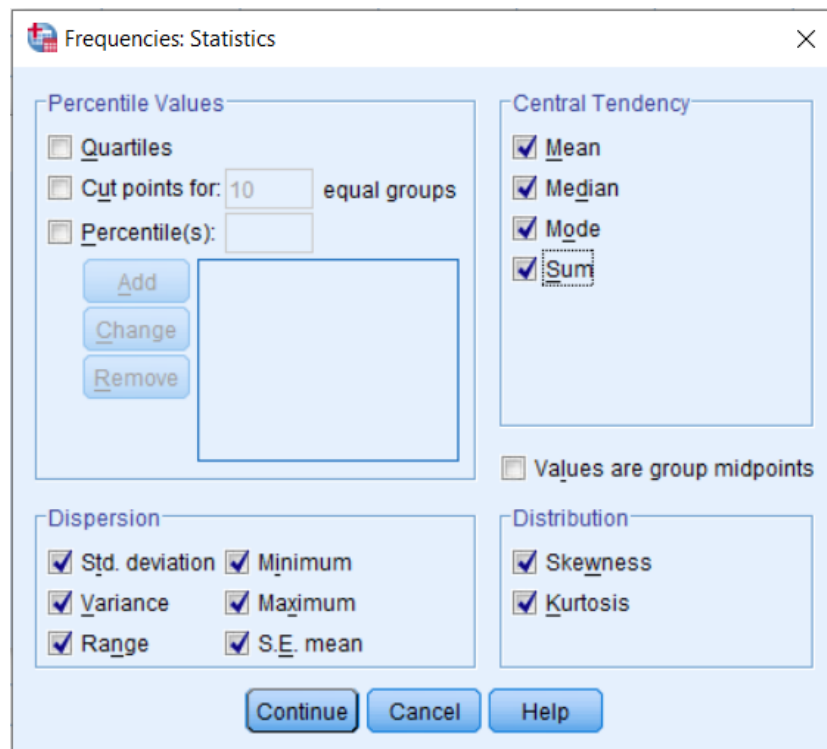 Frequencies: Statistics
Percentile Values
Quartiles
Cut points for: 10 equal groups
Percentile(s):
Add
Change
Remove
Central Tendency
Mean
Median
Mode
Sum
Values are group midpoints
Dispersion
Std. deviation Minimum
Variance Maximum
Range S.E. mean
Distribution
Skewness
Kurtosis
Continue Cancel Help